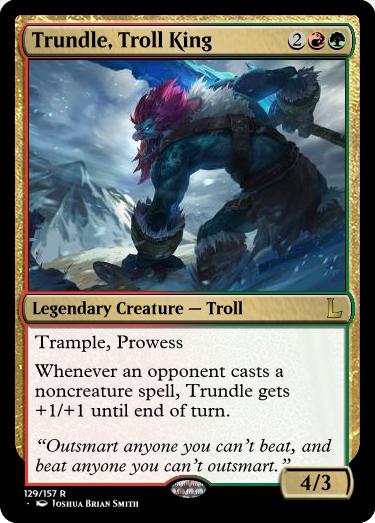 Trundle, Troll King 2
Legendary Creature — Troll L
Trample, Prowess
Whenever an opponent casts a
noncreature spell, Trundle gets
+1/+1 until end of turn.
“Outsmart anyone you can’t beat, and
beat anyone you can’t outsmart.”
4/3
129/157 R
· Joshua Brian Smith